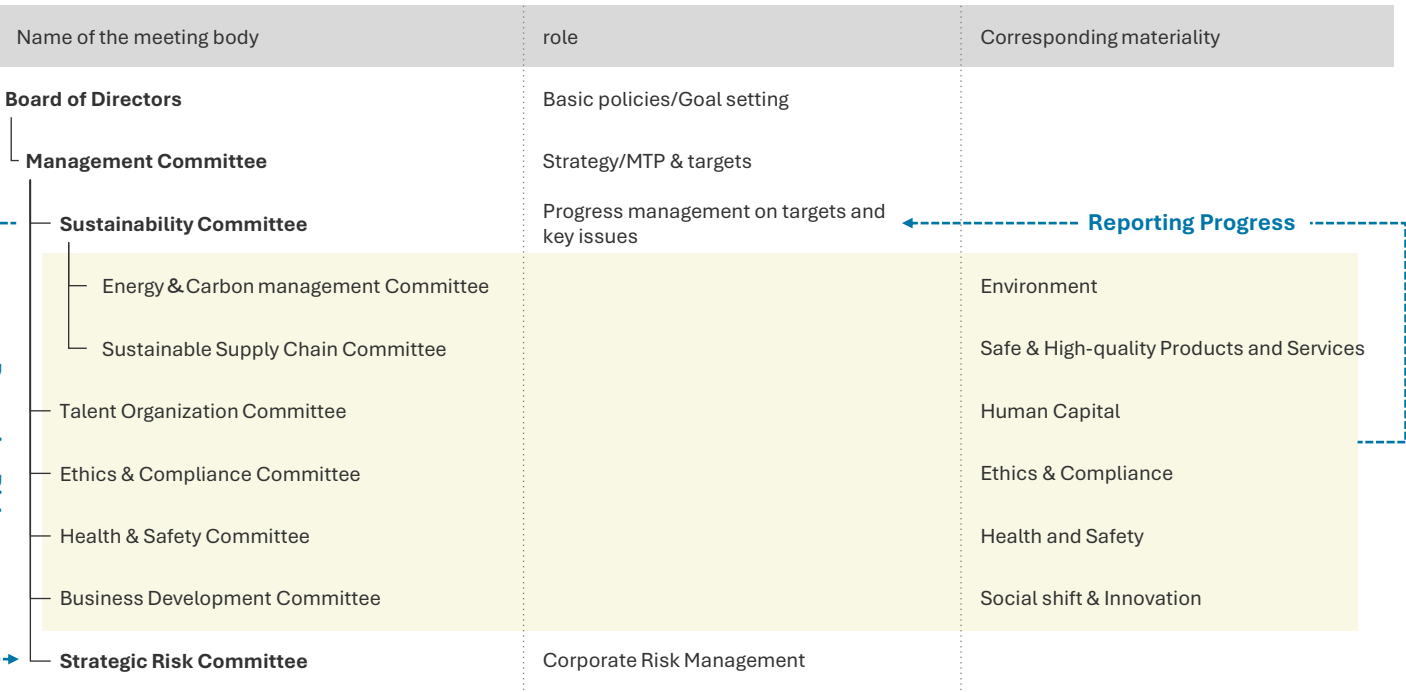 Name of the meeting body
role
Corresponding materiality
Board of Directors
Basic policies/Goal setting
Management Committee
Strategy/MTP & targets
Sustainability Committee
Progress management on targets and
key issues
Reporting Progress
Energy & Carbon management Committee
Environment
Sustainable Supply Chain Committee
Safe & High-quality Products and Services
Talent Organization Committee
Human Capital
Ethics & Compliance Committee
Ethics & Compliance
Health & Safety Committee
Health and Safety
Business Development Committee
Social shift & Innovation
Strategic Risk Committee
Corporate Risk Management